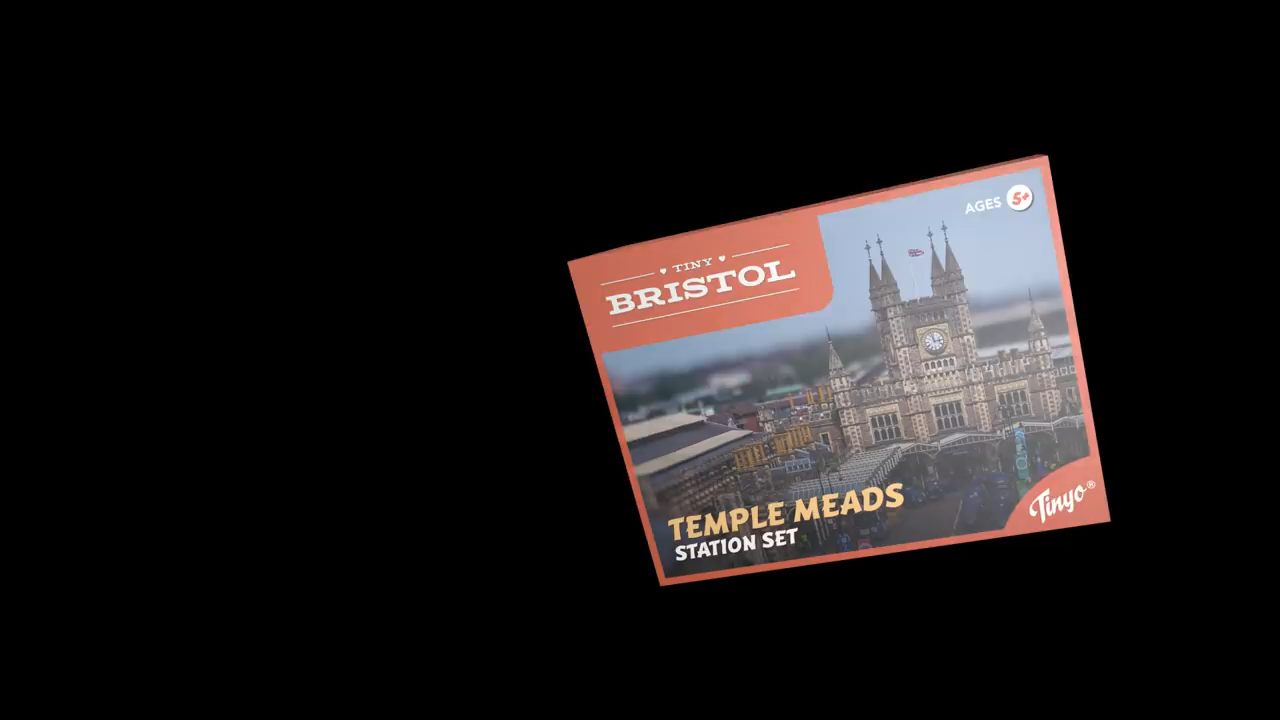 TINY
BRISTOL
AGES 5+
TEMPLE MEADS
STATION SET
Tinyo®